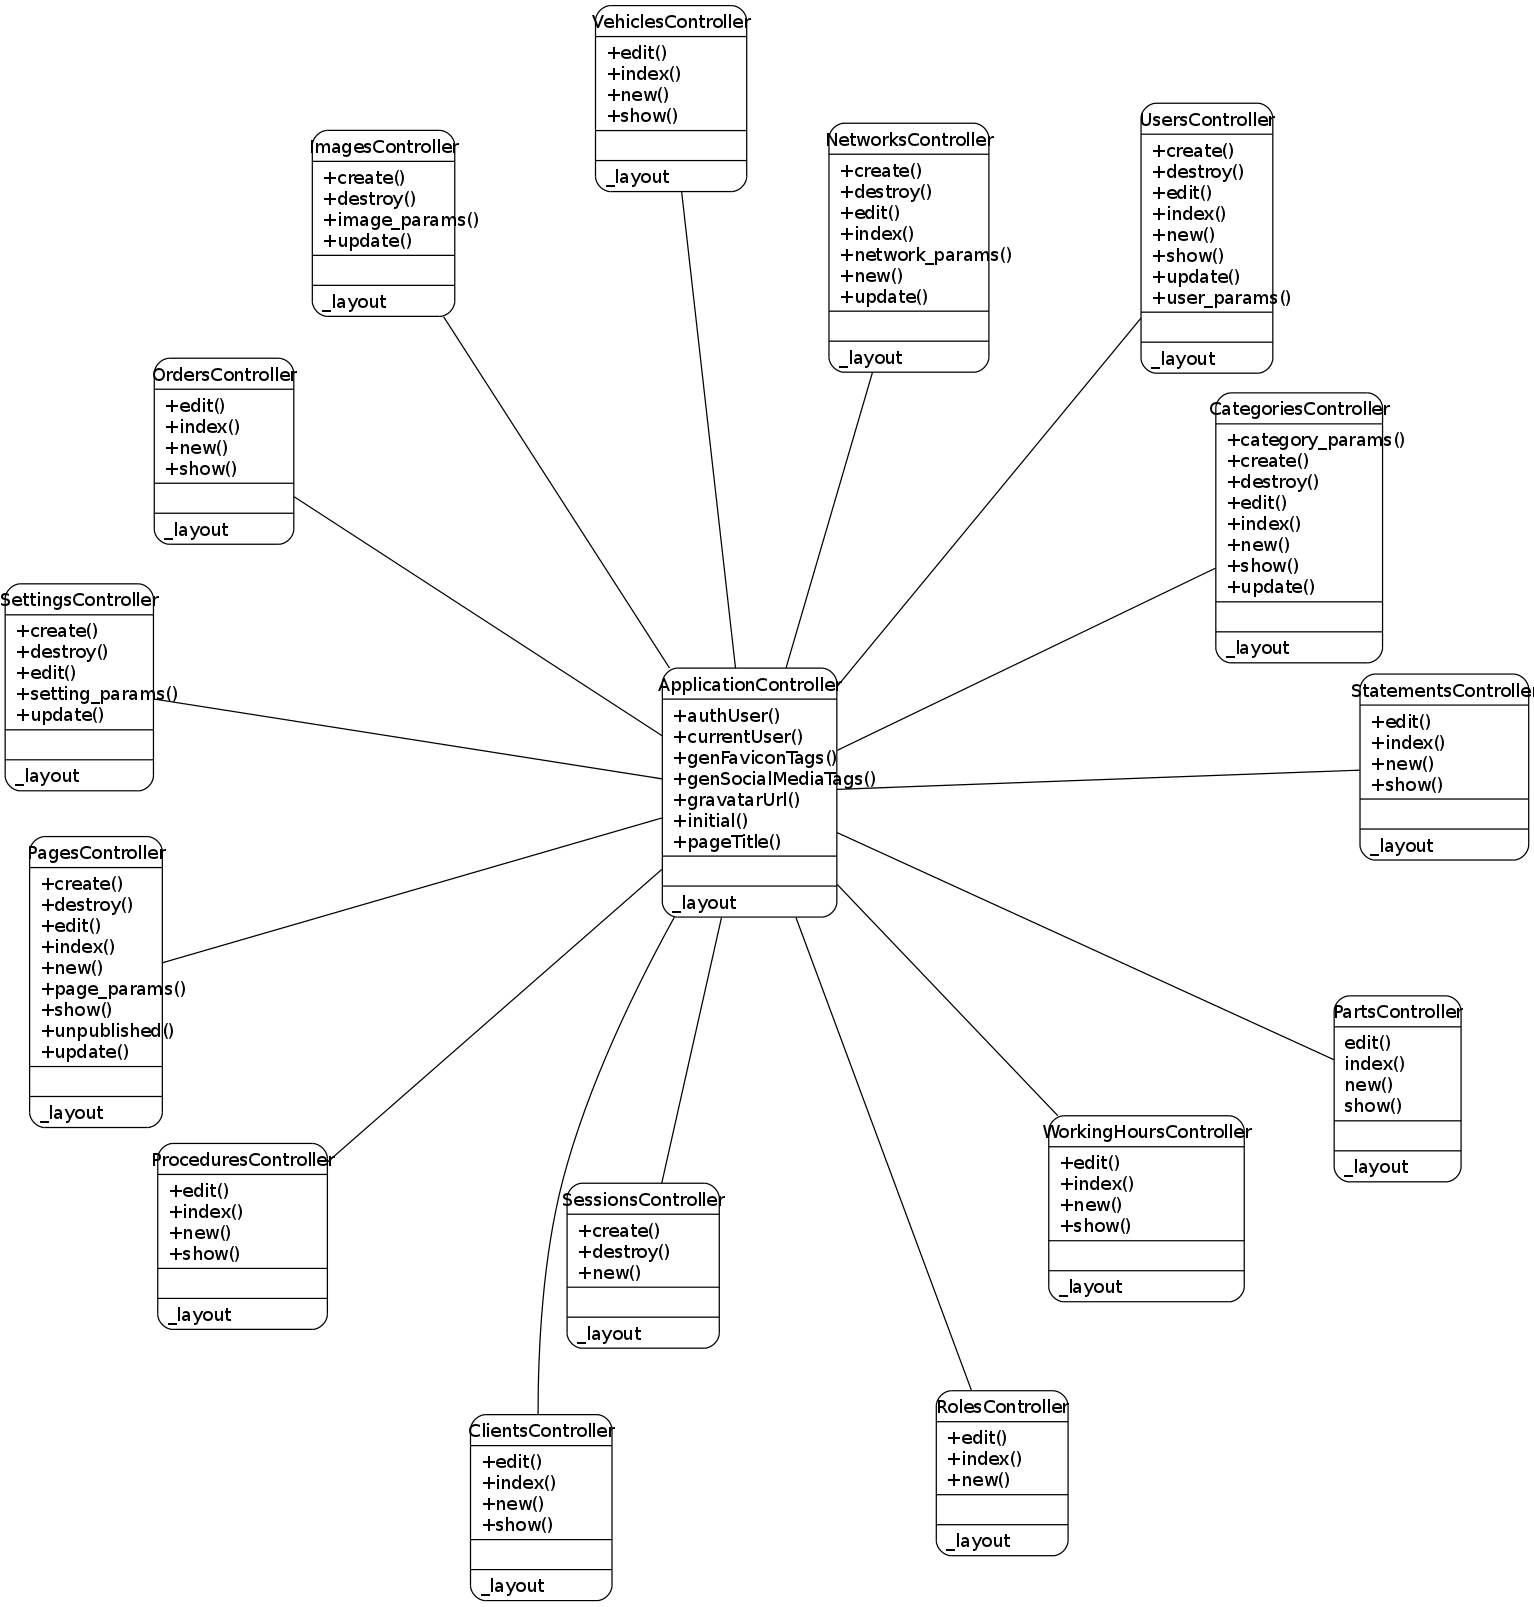 VehiclesController
+edit()
+index()
+new()
+show()
_layout
ImagesController
+create()
+destroy()
+image_params()
+update()
_layout
NetworksController
+create()
+destroy()
+edit()
+index()
+network_params()
+new()
+update()
_layout
UsersController
+create()
+destroy()
+edit()
+index()
+new()
+show()
+update()
+user_params()
_layout
OrdersController
+edit()
+index()
+new()
+show()
_layout
CategoriesController
+category_params()
+create()
+destroy()
+edit()
+index()
+new()
+show()
+update()
_layout
SettingsController
+create()
+destroy()
+edit()
+setting_params()
+update()
_layout
ApplicationController
+authUser()
+currentUser()
+genFaviconTags()
+genSocialMediaTags()
+gravatarUrl()
+initial()
+pageTitle()
_layout
StatementsController
+edit()
+index()
+new()
+show()
_layout
PagesController
+create()
+destroy()
+edit()
+index()
+new()
+page_params()
+show()
+unpublished()
+update()
_layout
PartsController
edit()
index()
new()
show()
_layout
ProceduresController
+edit()
+index()
+new()
+show()
_layout
SessionsController
+create()
+destroy()
+new()
_layout
WorkingHoursController
+edit()
+index()
+new()
+show()
_layout
ClientsController
+edit()
+index()
+new()
+show()
_layout
RolesController
+edit()
+index()
+new()
_layout